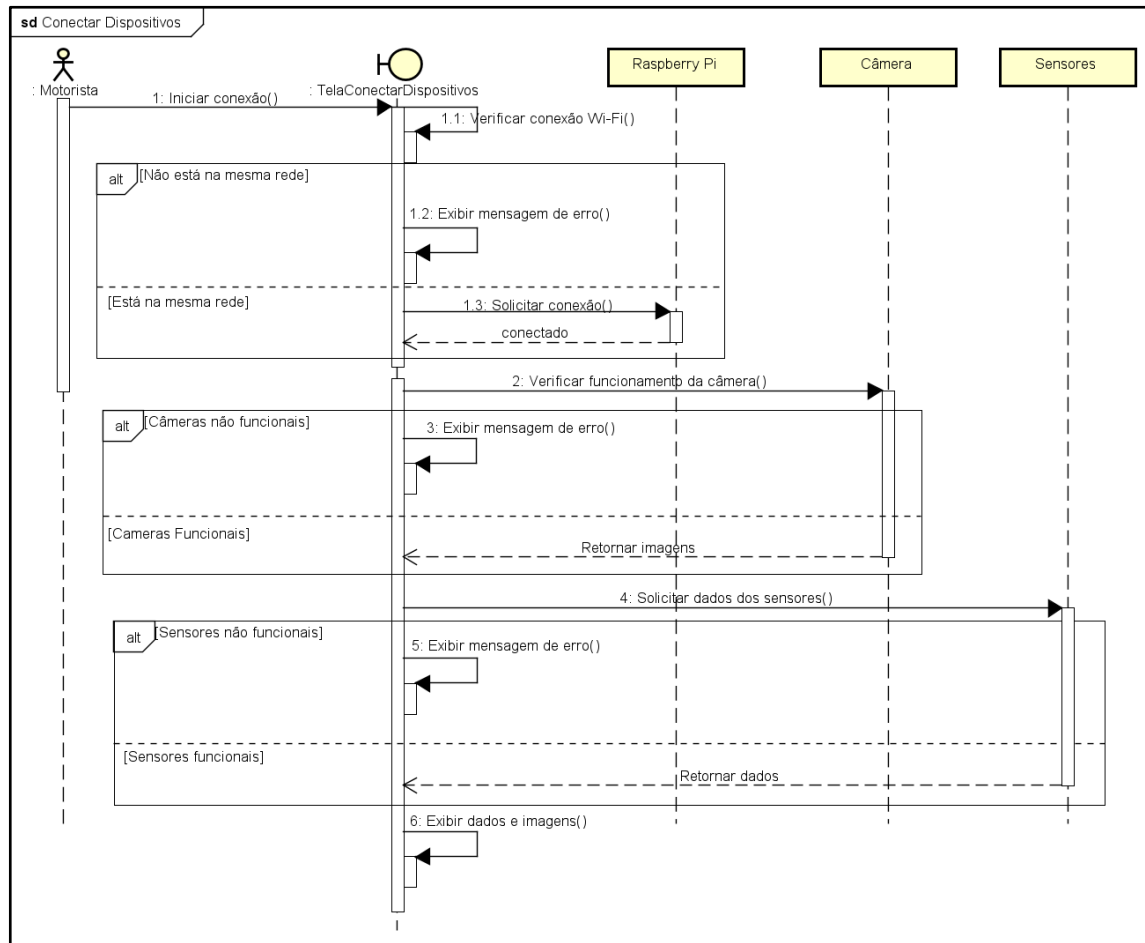 sd Conectar Dispositivos
: Motorista
: TelaConectarDispositivos
Raspberry Pi
Câmera
Sensores
1: Iniciar conexão()
1.1: Verificar conexão Wi-Fi()
alt
[Não está na mesma rede]
1.2: Exibir mensagem de erro()
[Está na mesma rede]
1.3: Solicitar conexão()
conectado
2: Verificar funcionamento da câmera()
alt
[Câmeras não funcionais]
3: Exibir mensagem de erro()
[Cameras Funcionais]
Retornar imagens
4: Solicitar dados dos sensores()
alt
[Sensores não funcionais]
5: Exibir mensagem de erro()
[Sensores funcionais]
Retornar dados
6: Exibir dados e imagens()